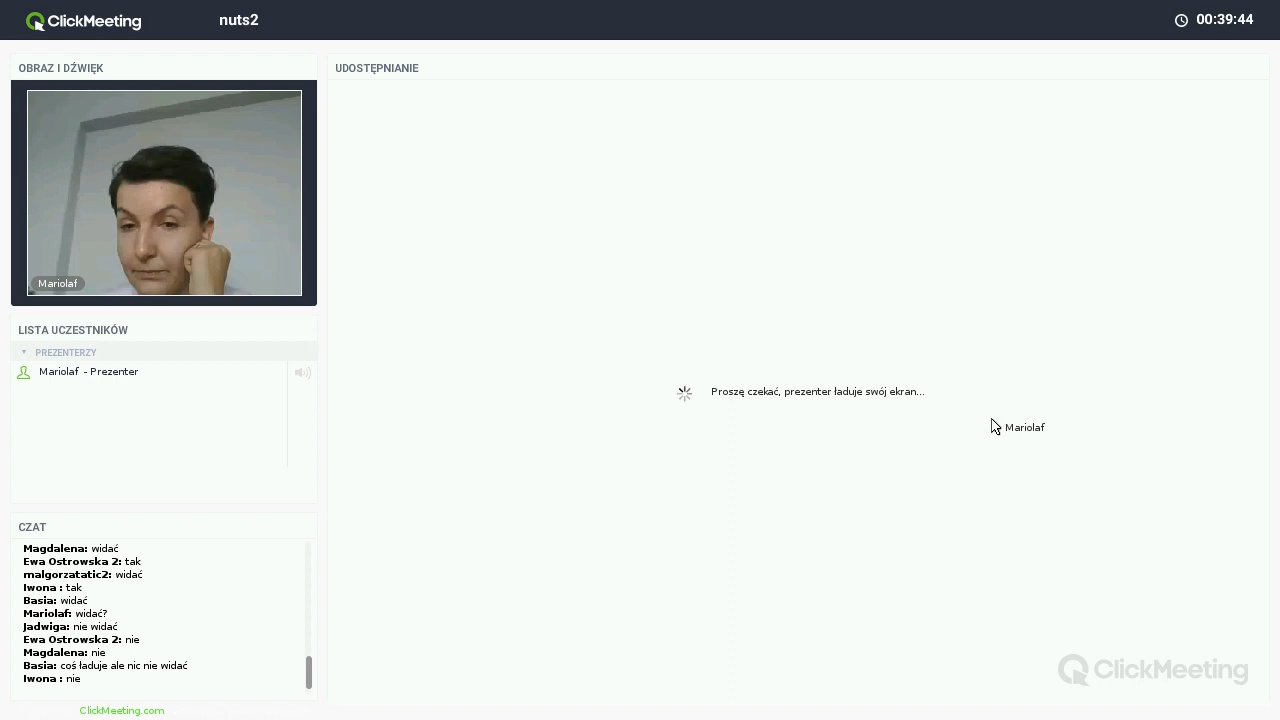 ClickMeeting
nuts2
00:39:44
OBRAZ I DŹWIĘK
Mariolaf
LISTA UCZESTNIKÓW
PREZENTERZY
Mariolaf - Prezenter
CZAT
Magdalena: widać
Ewa Ostrowska 2: tak
malgorzatatic2: widać
Iwona : tak
Basia: widać
Mariolaf: widać?
Jadwiga: nie widać
Ewa Ostrowska 2: nie
Magdalena: nie
Basia: coś ładuje ale nic nie widać
Iwona : nie
ClickMeeting.com
UDOSTĘPNIANIE
Proszę czekać, prezenter ładuje swój ekran...
Mariolaf
ClickMeeting